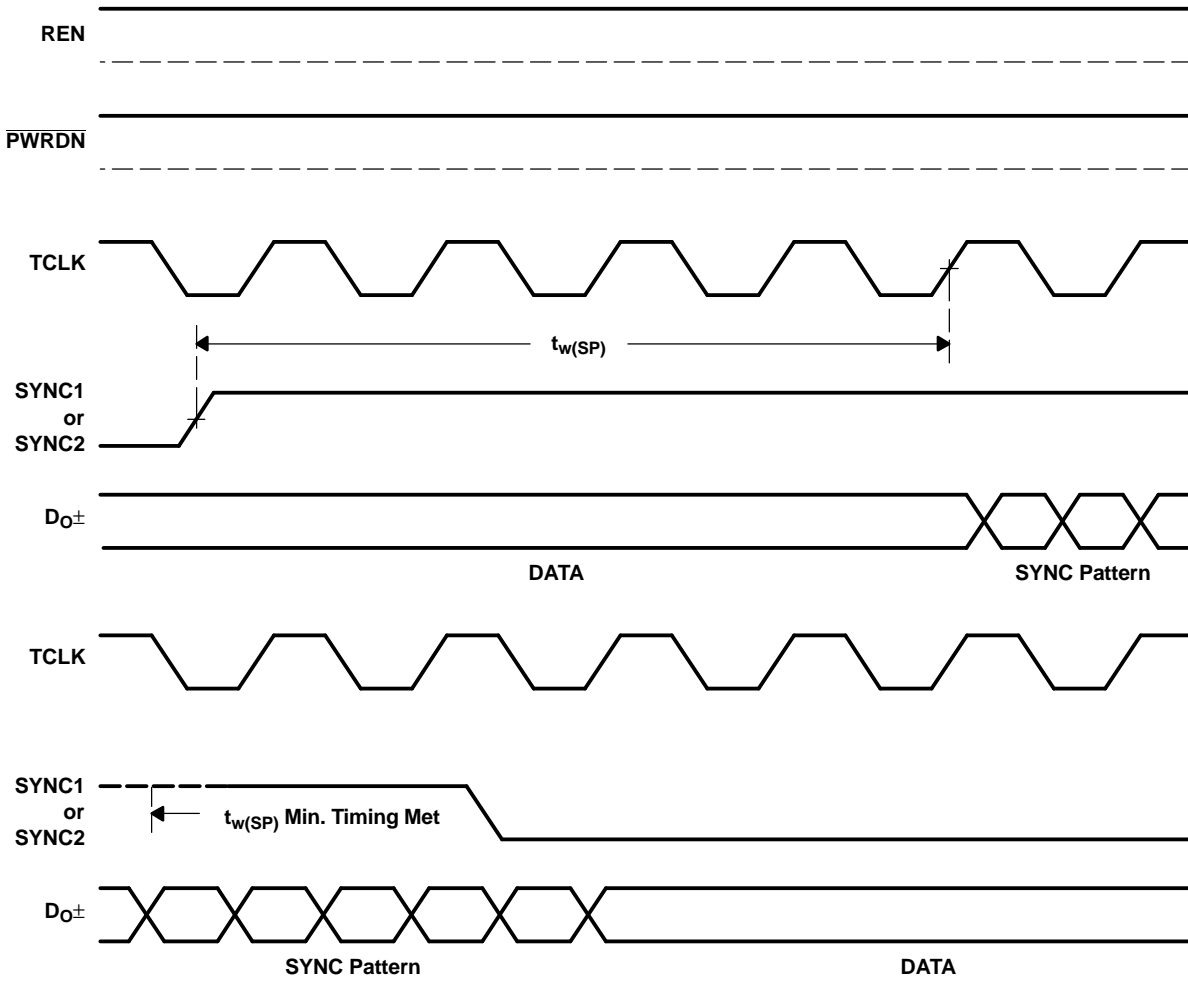 REN
PWRDN
TCLK
tw(SP)
SYNC1
or
SYNC2
DO±
DATA
SYNC Pattern
TCLK
SYNC1
or
SYNC2
tw(SP) Min. Timing Met
DO±
SYNC Pattern
DATA